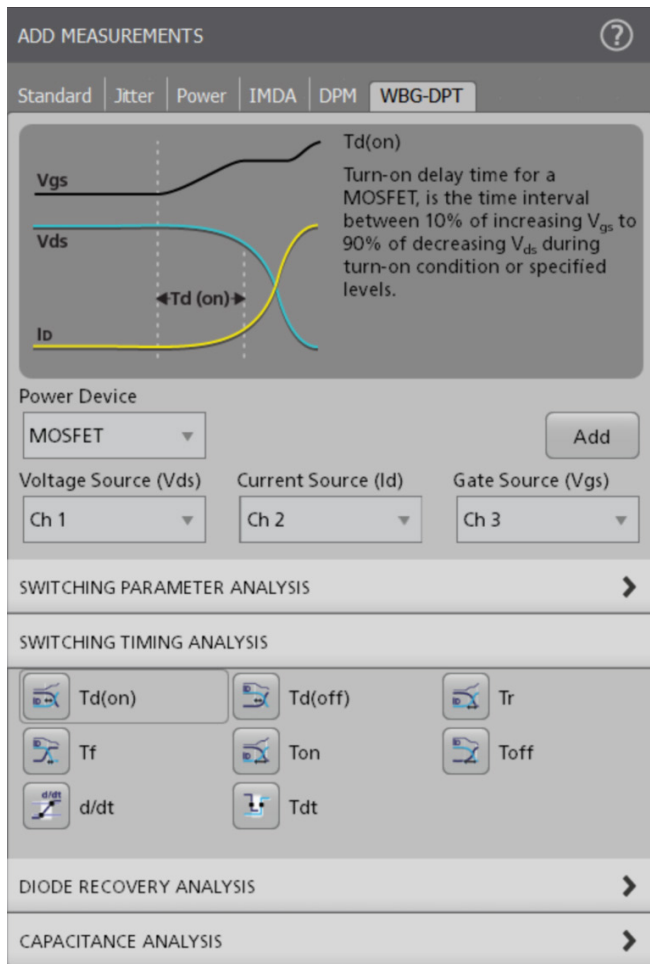 ADD MEASUREMENTS
?
Standard Jitter Power IMDA DPM WBG-DPT
Td(on)
Vgs
Vds
Td (on)
ID
Turn-on delay time for a
MOSFET, is the time interval
between 10% of increasing Vgs to
90% of decreasing Vds during
turn-on condition or specified
levels.
Power Device
MOSFET
Add
Voltage Source (Vds) Current Source (Id) Gate Source (Vgs)
Ch 1 Ch 2 Ch 3
SWITCHING PARAMETER ANALYSIS
SWITCHING TIMING ANALYSIS
Td(on) Td(off) Tr
Tf Ton Toff
d/dt
d/dt Tdt
DIODE RECOVERY ANALYSIS
CAPACITANCE ANALYSIS